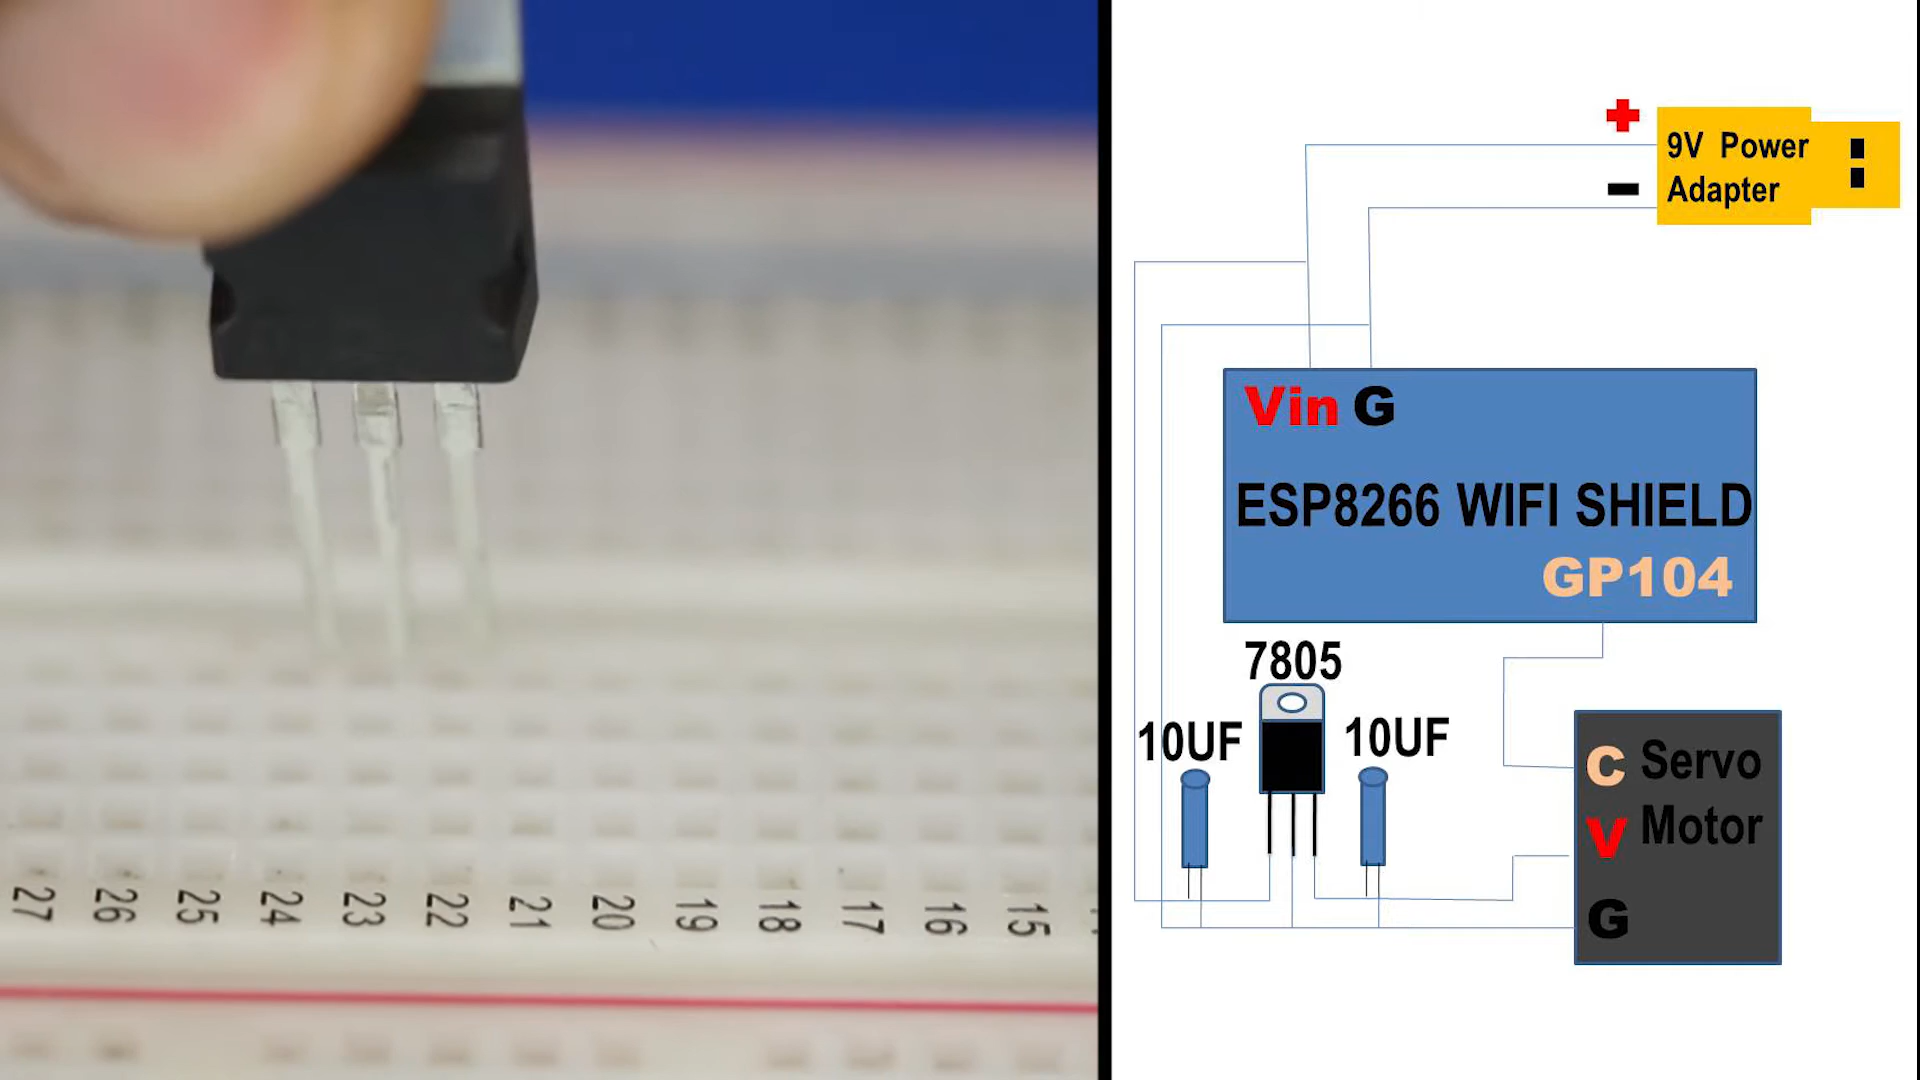 27 26 25 24 23 22 21 20 19 18 17 16 15
+
9V Power
-
Adapter
Vin G
ESP8266 WIFI SHIELD
GP104
7805
10UF
10UF
C Servo
V Motor
G